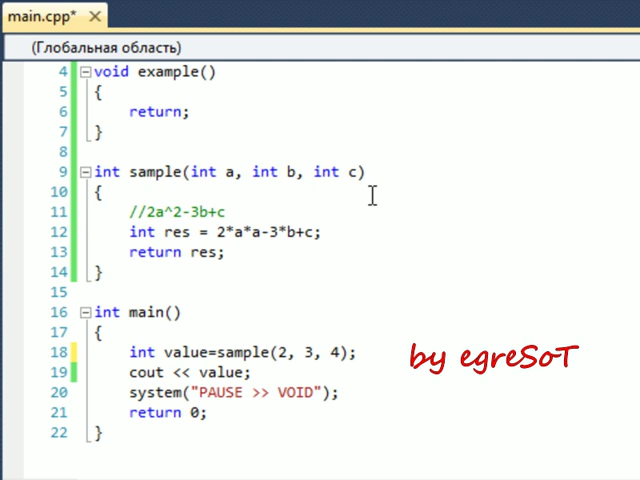 main.cpp*
(Глобальная область)
4 void example()
5 {
6 return;
7 }
8
9 int sample(int a, int b, int c)
10 {
11 //2a^2-3b+c
12 int res = 2*a*a-3*b+c;
13 return res;
14 }
15
16 int main()
17 {
18 int value=sample(2, 3, 4);
19 cout << value;
20 system("PAUSE >> VOID");
21 return 0;
22 }
by egreSoT